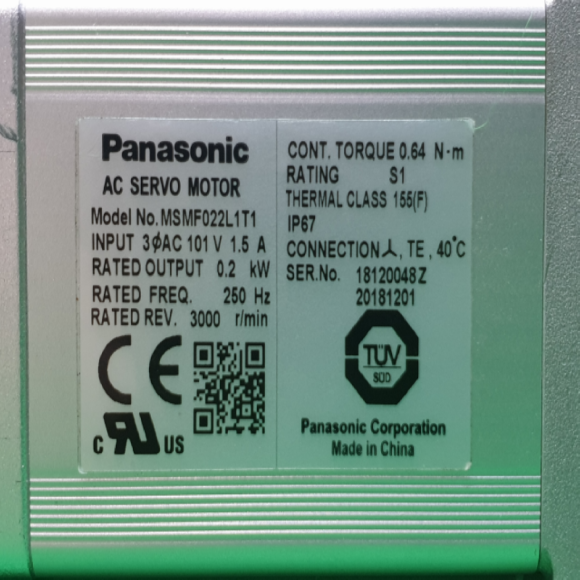 Panasonic
AC SERVO MOTOR
Model No. MSMF022L1T1
INPUT 3ϕAC 101 V 1.5 A
RATED OUTPUT 0.2 kW
RATED FREQ. 250 Hz
RATED REV. 3000 r/min
CE
c RU US
CONT. TORQUE 0.64 N·m
RATING S1
THERMAL CLASS 155(F)
IP67
CONNECTION ⅄, TE, 40°C
SER.No. 18120048Z
20181201
TÜV
SÜD
Panasonic Corporation
Made in China